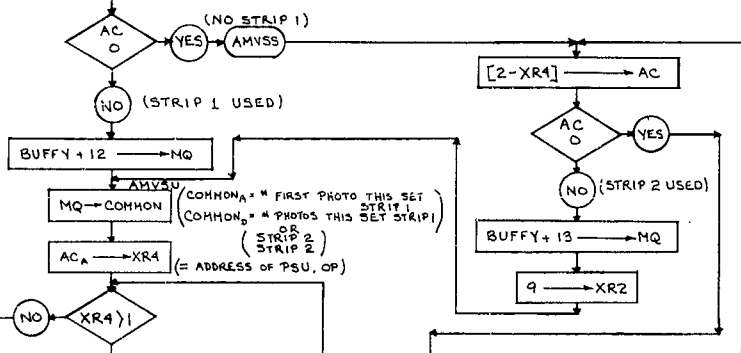 (NO STRIP 1)
AC
0
YES
AMVSS
NO
(STRIP 1 USED)
BUFFY + 12 → MQ
AMVSU
MQ → COMMON
(COMMONA = # FIRST PHOTO THIS SET
STRIP 1
COMMOND = # PHOTOS THIS SET STRIP 1)
OR
(STRIP 2
STRIP 2)
ACA → XR4
(= ADDRESS OF PSU, OP)
NO
XR4 > 1
[2-XR4] → AC
AC
0
YES
NO
(STRIP 2 USED)
BUFFY + 13 → MQ
9 → XR2